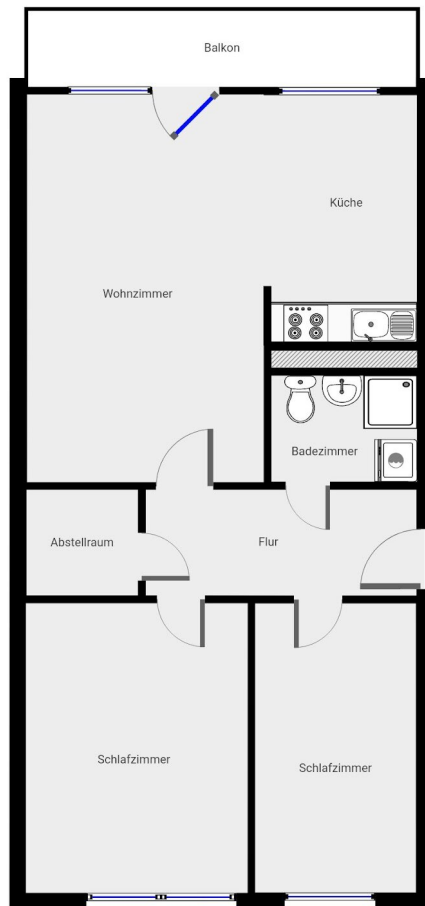 Balkon
Küche
Wohnzimmer
Badezimmer
Abstellraum
Flur
Schlafzimmer
Schlafzimmer